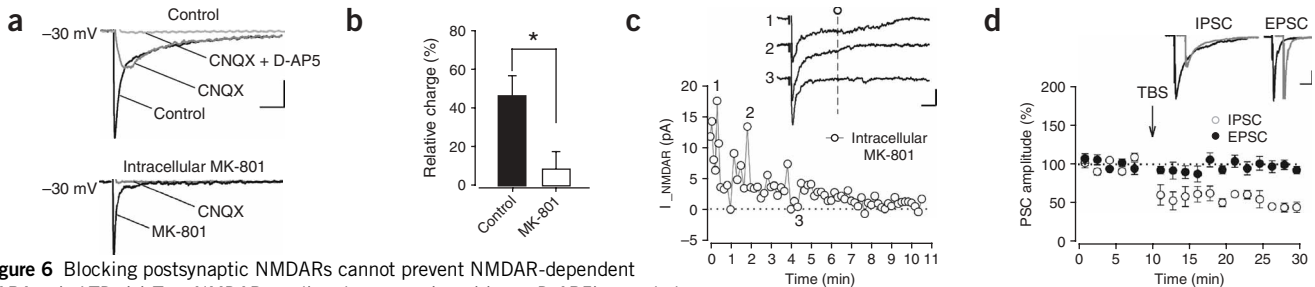 a
Control
−30 mV
CNQX + D-AP5
CNQX
Control
Intracellular MK-801
−30 mV
CNQX
MK-801
b
80
60
40
20
0
Relative charge (%)
*
Control
MK-801
c
1
2
3
20
15
10
5
0
−5
I_NMDAR (pA)
1
2
3
Intracellular
MK-801
0 1 2 3 4 5 6 7 8 9 10 11
Time (min)
d
IPSC EPSC
200
150
100
50
0
PSC amplitude (%)
TBS
IPSC
EPSC
0 5 10 15 20 25 30
Time (min)
gure 6 Blocking postsynaptic NMDARs cannot prevent NMDAR-dependent